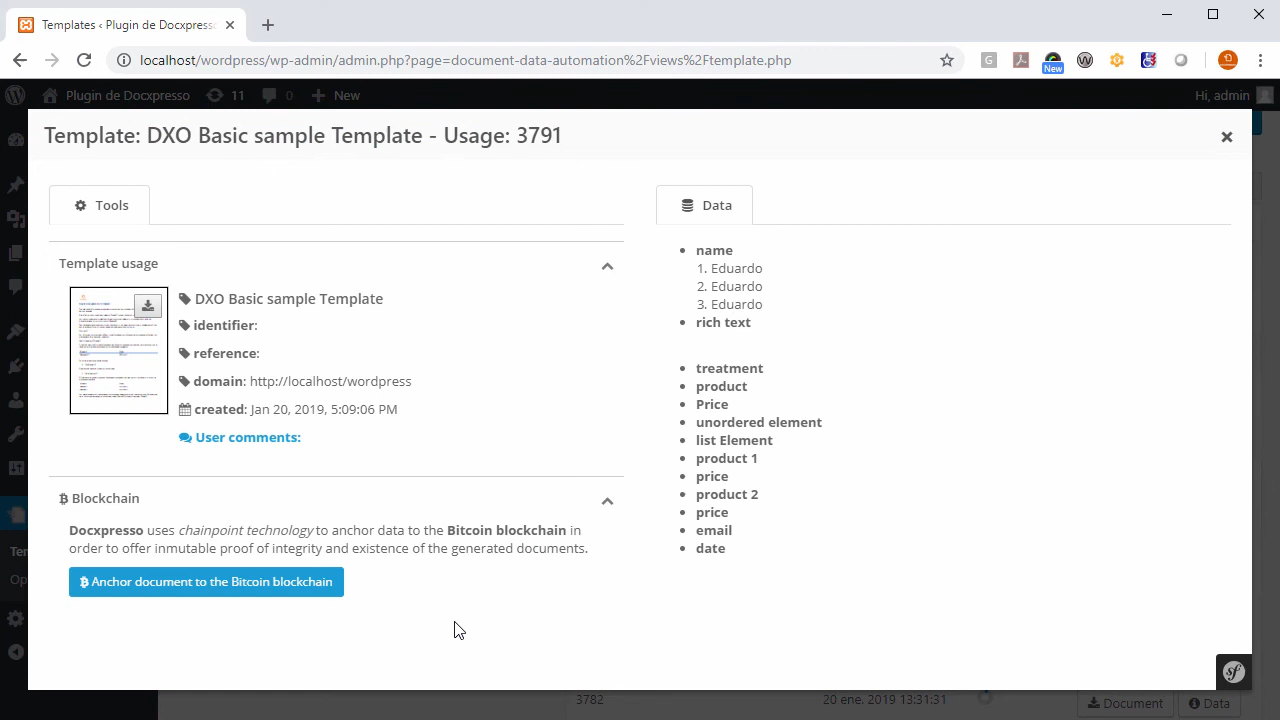 Templates ‹ Plugin de Docxpress
localhost/wordpress/wp-admin/admin.php?page=document-data-automation%2Fviews%2Ftemplate.php
New
Plugin de Docxpresso 11 0 New Hi, admin
Template: DXO Basic sample Template - Usage: 3791
Tools
Template usage
DXO Basic sample Template
identifier:
reference:
domain: http://localhost/wordpress
created: Jan 20, 2019, 5:09:06 PM
User comments:
Blockchain
Docxpresso uses chainpoint technology to anchor data to the Bitcoin blockchain in
order to offer inmutable proof of integrity and existence of the generated documents.
Anchor document to the Bitcoin blockchain
Data
name
1. Eduardo
2. Eduardo
3. Eduardo
rich text
treatment
product
Price
unordered element
list Element
product 1
price
product 2
price
email
date
Te
Op
sf
3782 20 ene. 2019 13:31:31 Document Data